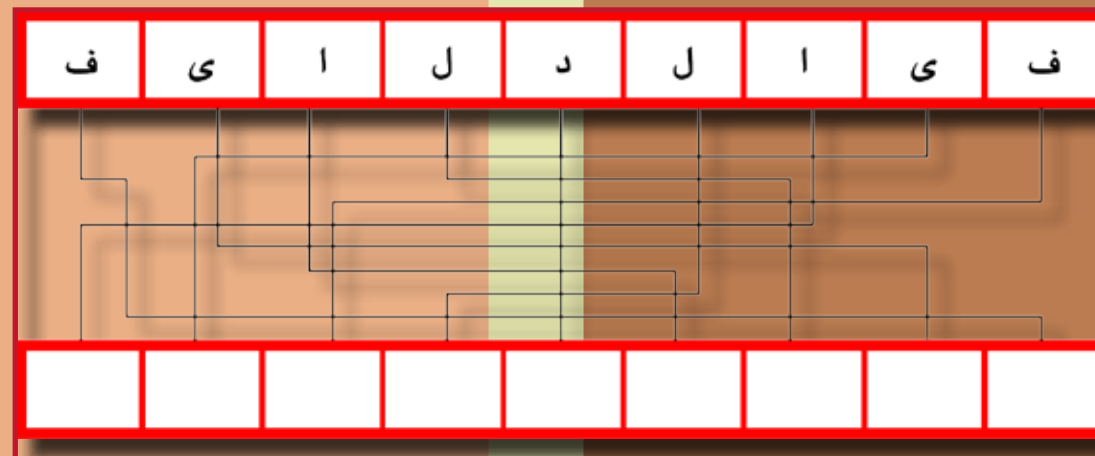 ف ی ا ل د ل ا ی ف